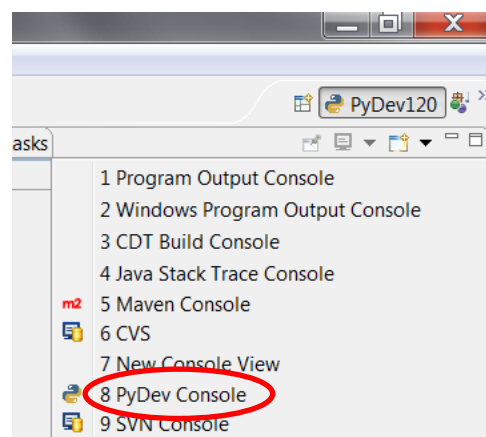 X
PyDev120
asks
1 Program Output Console
2 Windows Program Output Console
3 CDT Build Console
4 Java Stack Trace Console
m2 5 Maven Console
6 CVS
7 New Console View
8 PyDev Console
9 SVN Console